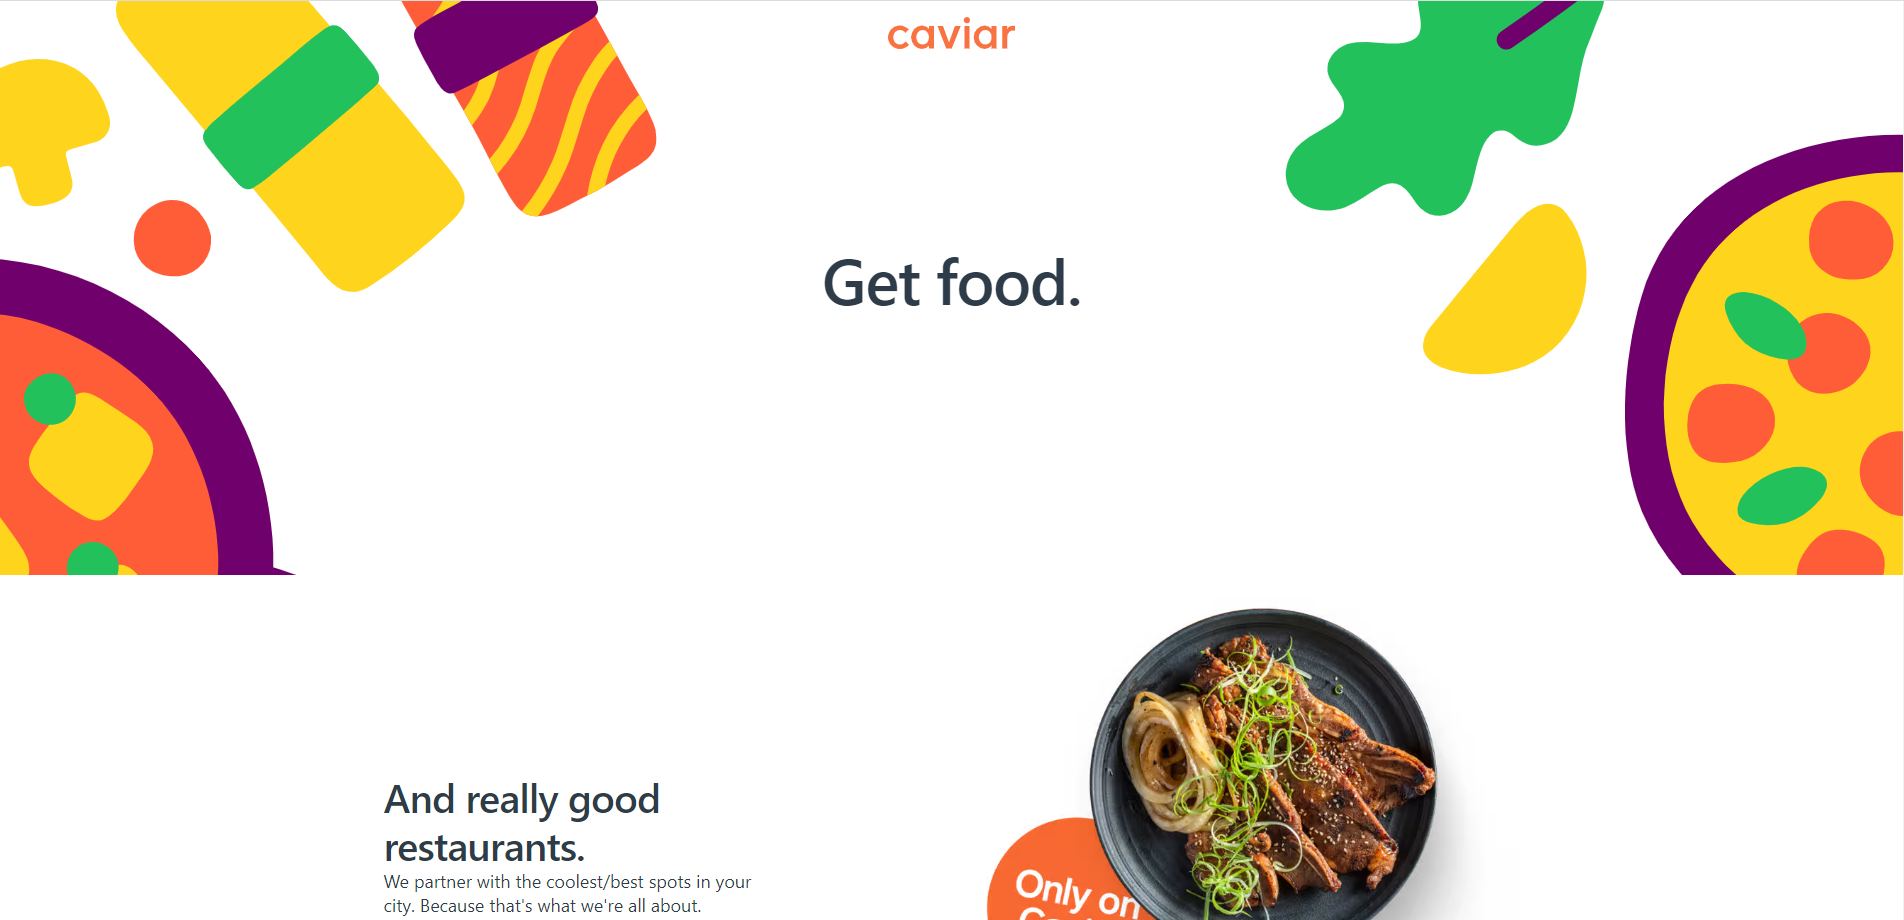 caviar
Get food.
And really good
restaurants.
We partner with the coolest/best spots in your
city. Because that's what we're all about.
Only on